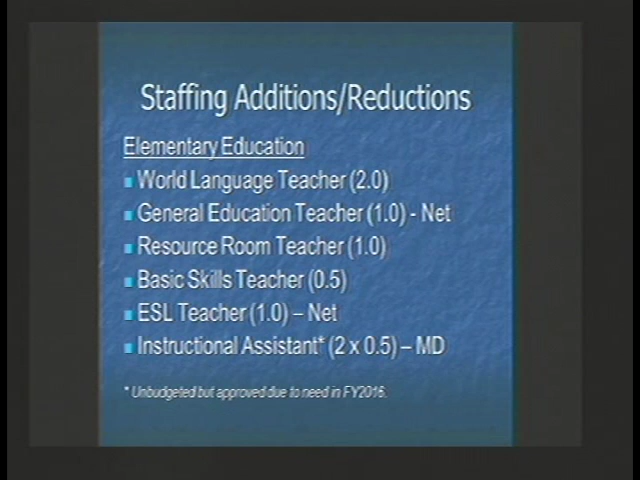 Staffing Additions/Reductions
Elementary Education
World Language Teacher (2.0)
General Education Teacher (1.0) - Net
Resource Room Teacher (1.0)
Basic Skills Teacher (0.5)
ESL Teacher (1.0) – Net
Instructional Assistant* (2 x 0.5) – MD
* Unbudgeted but approved due to need in FY2016.